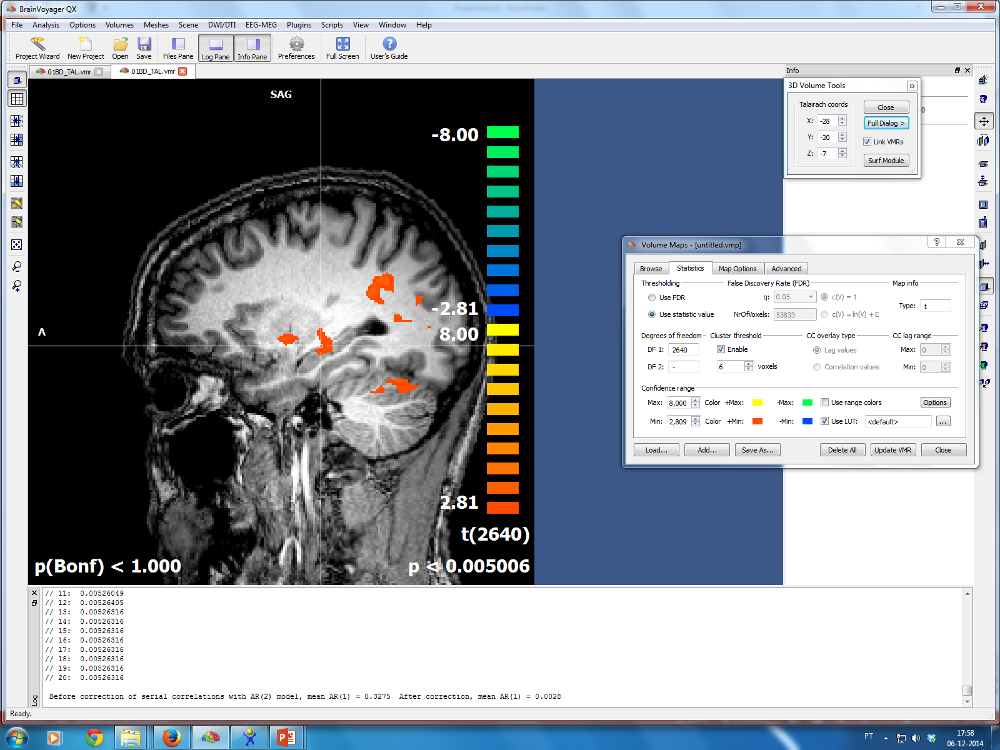 BrainVoyager QX
File Analysis Options Volumes Meshes Scene DWI/DTI EEG-MEG Plugins Scripts View Window Help
Project Wizard New Project Open Save Files Pane Log Pane Info Pane Preferences Full Screen User's Guide
01BD_TAL.vmr 01BD_TAL.vmr
Info
3D Volume Tools
Talairach coords
X: -28
Y: -20
Z: -7
Close
Full Dialog >
Link VMRs
Surf Module
0
SAG
A
-8.00
-2.81
8.00
2.81
t(2640)
p(Bonf) < 1.000
p < 0.005006
Volume Maps - [untitled.vmp]
Browse Statistics Map Options Advanced
Thresholding False Discovery Rate (FDR) Map info
Use FDR q: 0.05 c(V) = 1
Type: t
Use statistic value NrOfVoxels: 53833 c(V) = ln(V) + E
Degrees of freedom Cluster threshold CC overlay type CC lag range
DF 1: 2640 Enable Lag values Max: 0
DF 2: - 6 voxels Correlation values Min: 0
Confidence range
Max: 8,000 Color +Max: -Max: Use range colors Options
Min: 2,809 Color +Min: -Min: Use LUT: <default> ...
Load... Add... Save As... Delete All Update VMR Close
// 11: 0.00526049
// 12: 0.00526405
// 13: 0.00526316
// 14: 0.00526316
// 15: 0.00526316
// 16: 0.00526316
// 17: 0.00526316
// 18: 0.00526316
// 19: 0.00526316
// 20: 0.00526316
Before correction of serial correlations with AR(2) model, mean AR(1) = 0.3275 After correction, mean AR(1) = 0.0028
Log
Ready.
PT
17:58
06-12-2014